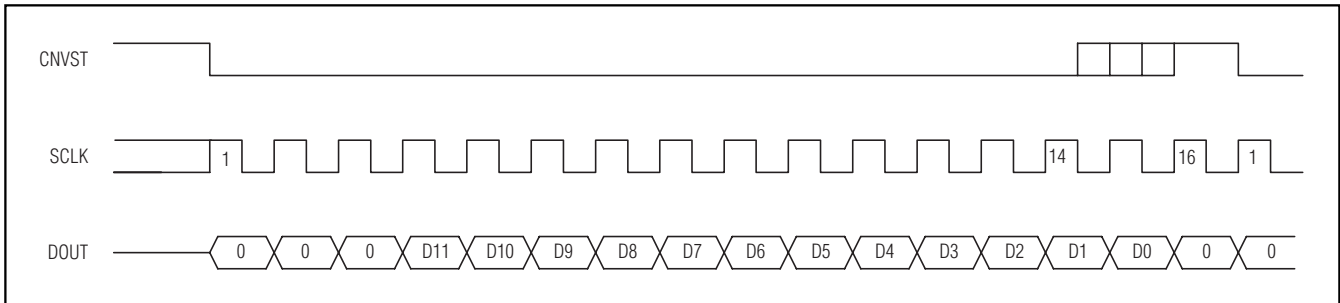 CNVST
SCLK 1 14 16 1
DOUT 0 0 0 D11 D10 D9 D8 D7 D6 D5 D4 D3 D2 D1 D0 0 0